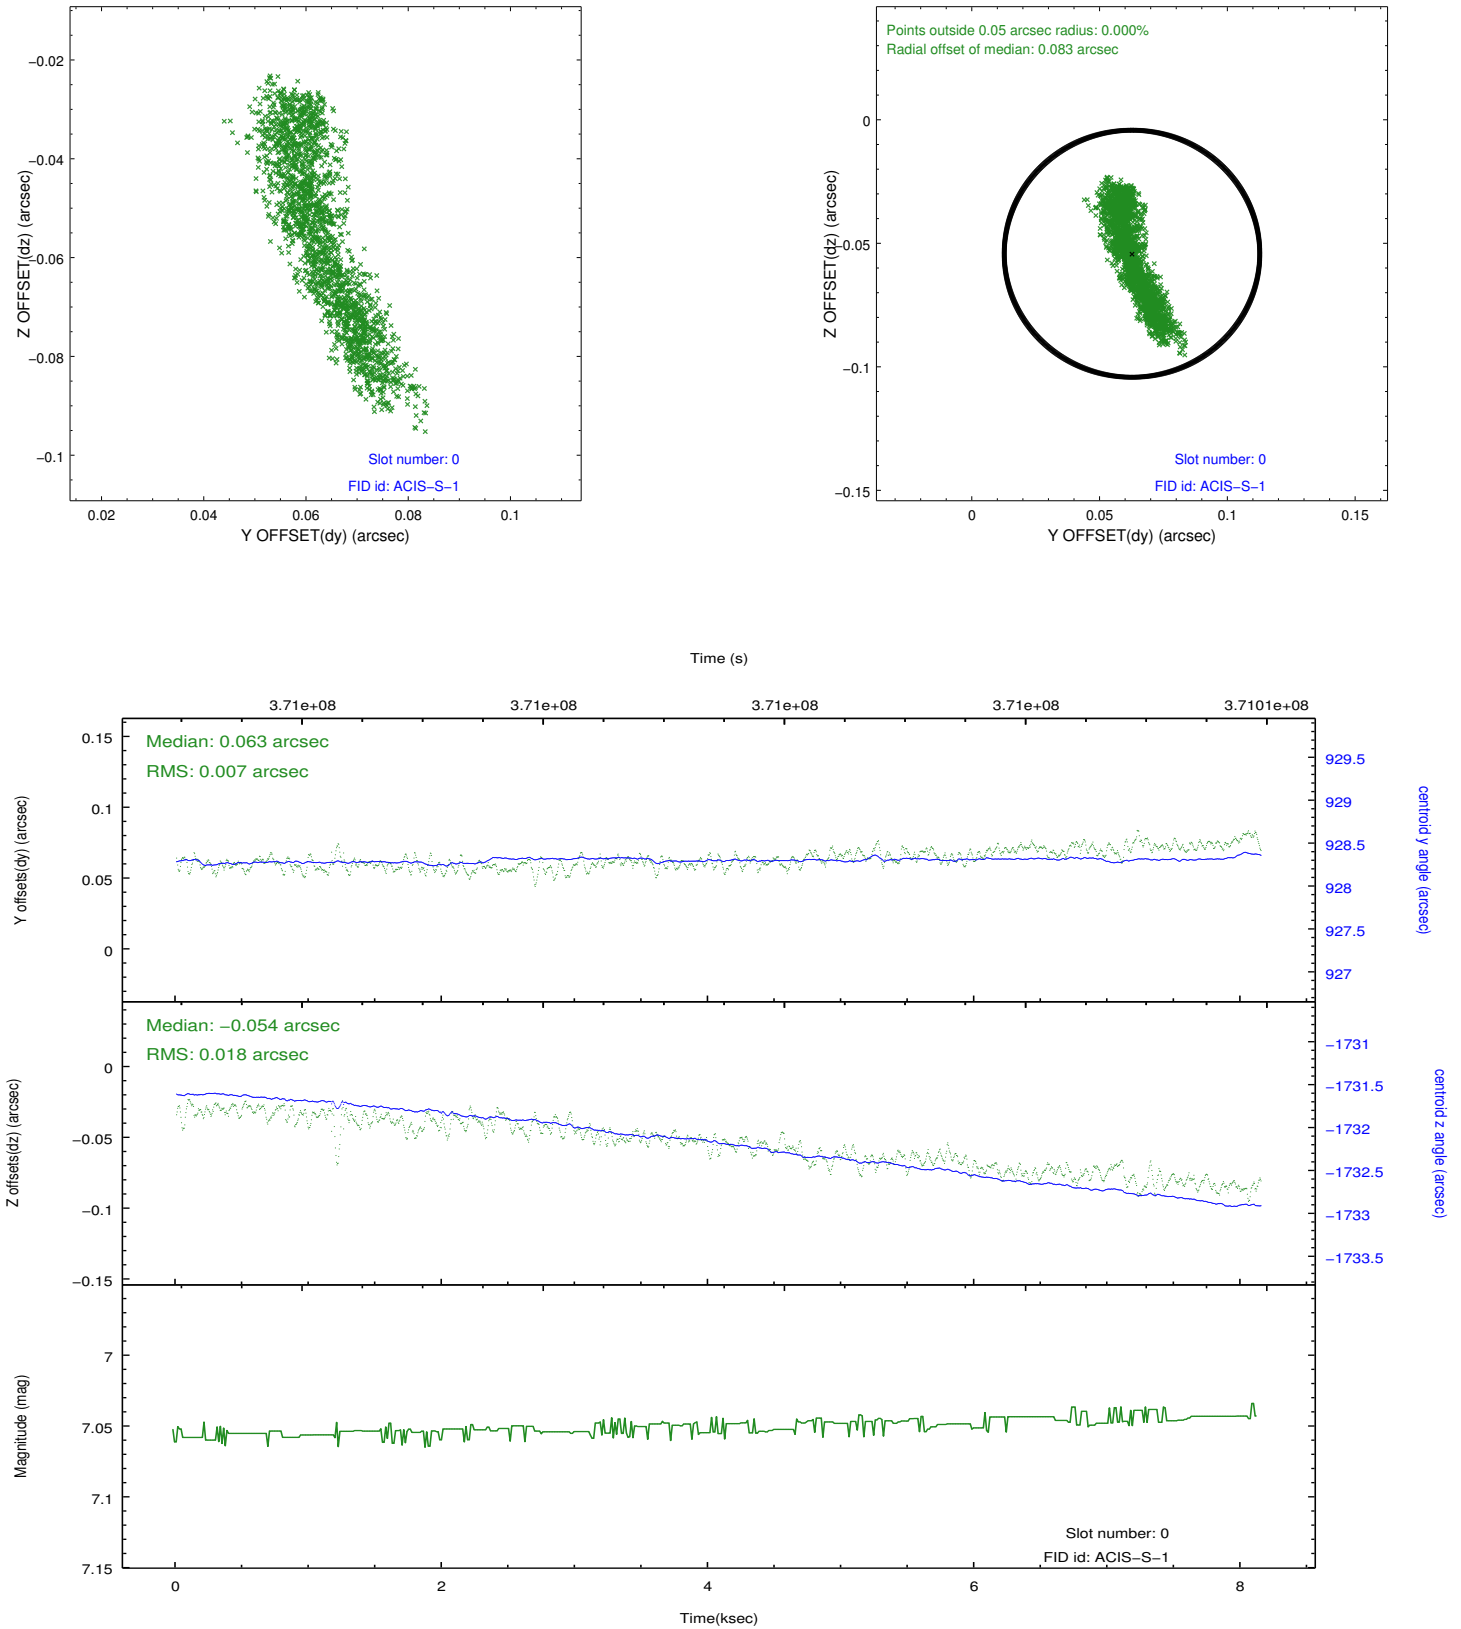 −0.02
−0.04
−0.06
−0.08
−0.1
Z OFFSET(dz) (arcsec)
Slot number: 0
FID id: ACIS−S−1
0.02
0.04
0.06
0.08
0.1
Y OFFSET(dy) (arcsec)
Points outside 0.05 arcsec radius: 0.000%
Radial offset of median: 0.083 arcsec
0
−0.05
−0.1
−0.15
Z OFFSET(dz) (arcsec)
Slot number: 0
FID id: ACIS−S−1
0
0.05
0.1
0.15
Y OFFSET(dy) (arcsec)
Time (s)
3.71e+08
3.71e+08
3.71e+08
3.71e+08
3.7101e+08
Median: 0.063 arcsec
RMS: 0.007 arcsec
0.15
0.1
0.05
0
Y offsets(dy) (arcsec)
929.5
929
928.5
928
927.5
927
centroid y angle (arcsec)
Median: −0.054 arcsec
RMS: 0.018 arcsec
0
−0.05
−0.1
−0.15
Z offsets(dz) (arcsec)
−1731
−1731.5
−1732
−1732.5
−1733
−1733.5
centroid z angle (arcsec)
7
7.05
7.1
7.15
Magnitude (mag)
Slot number: 0
FID id: ACIS−S−1
0
2
4
6
8
Time(ksec)